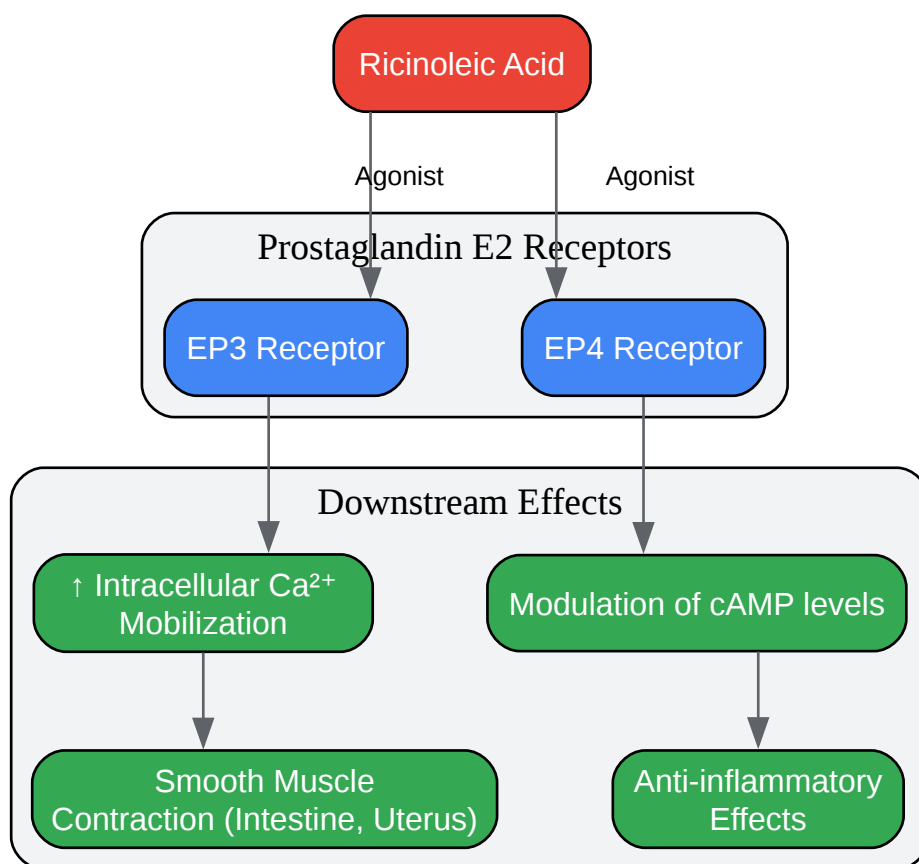 Ricinoleic Acid
Agonist
Agonist
Prostaglandin E2 Receptors
EP3 Receptor
EP4 Receptor
Downstream Effects
↑ Intracellular Ca²⁺
Mobilization
Modulation of cAMP levels
Smooth Muscle
Contraction (Intestine, Uterus)
Anti-inflammatory
Effects